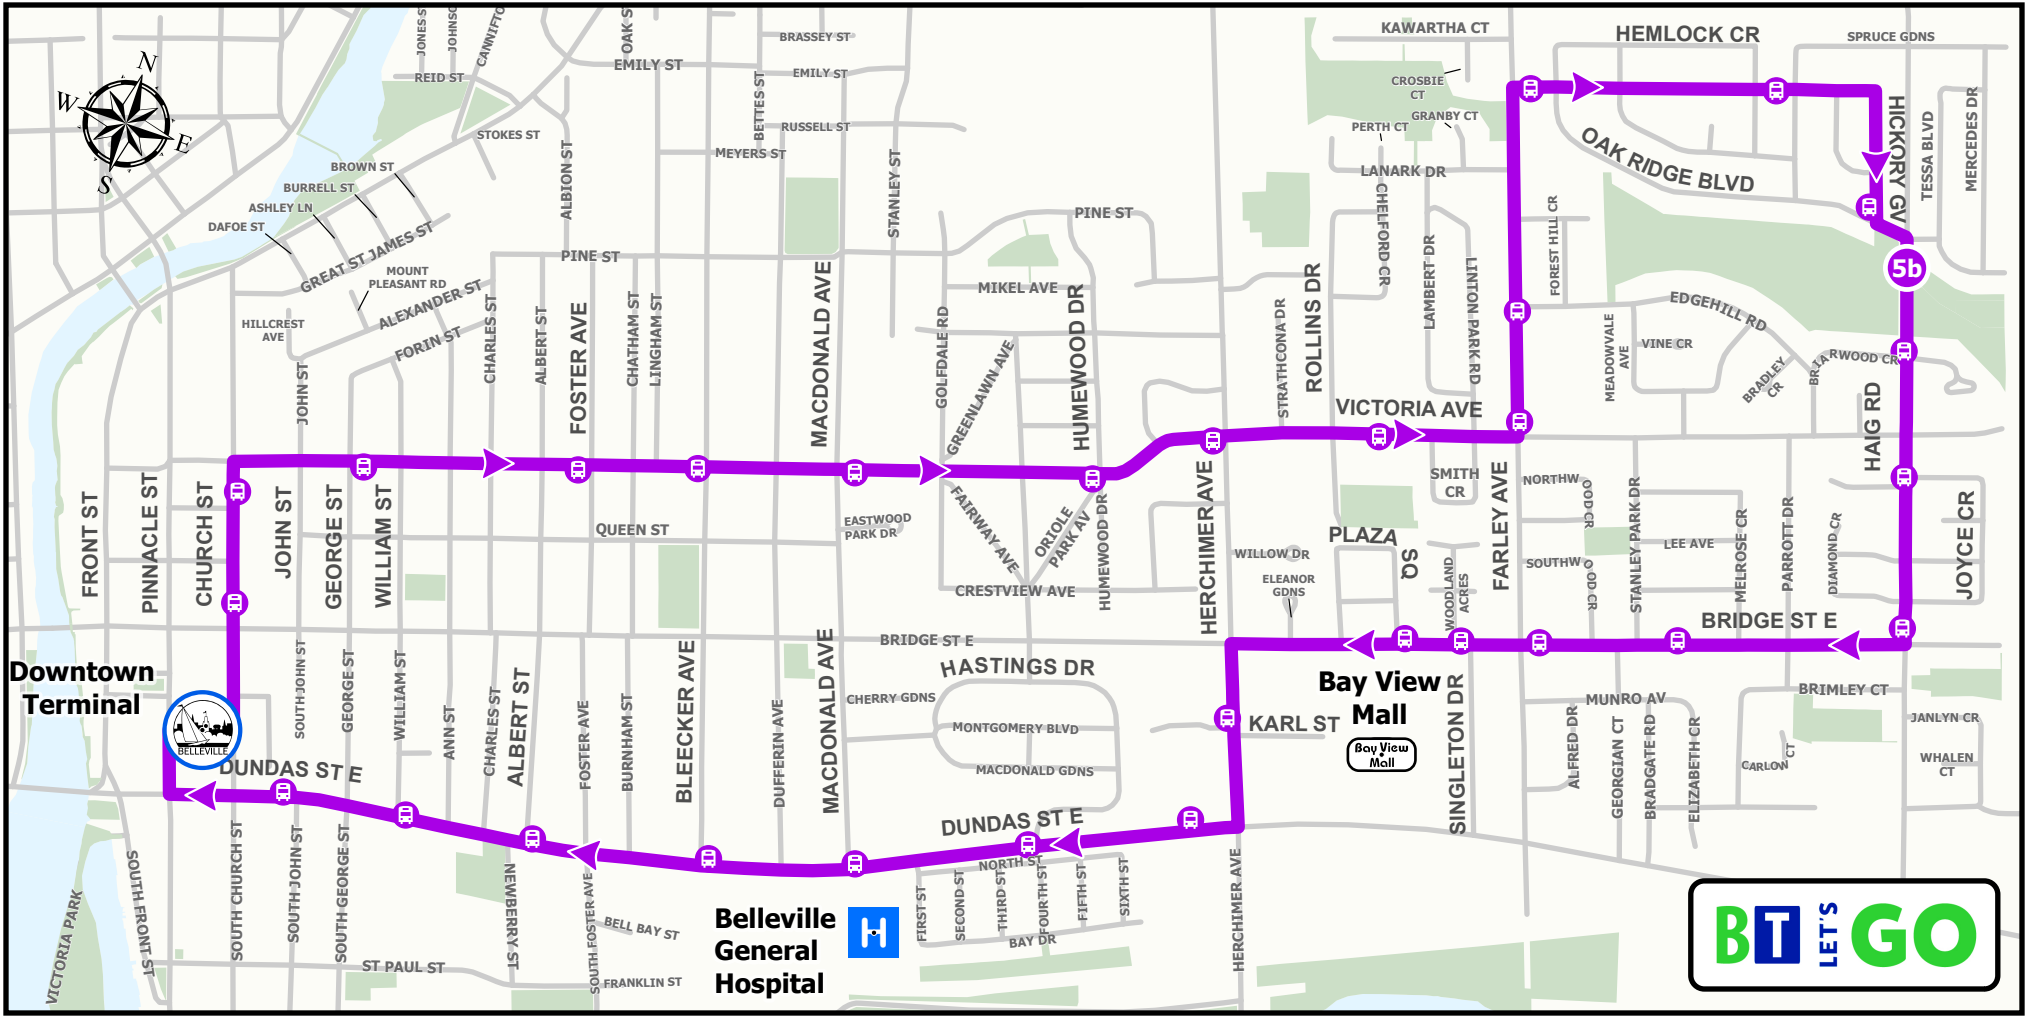 KAWARTHA CT
HEMLOCK CR
SPRUCE GDNS
BRASSEY ST
EMILY ST
EMILY ST
OAK S
JONES S
JOHNSO
CANNIFTO
REID ST
CROSBIE
CT
GRANBY CT
PERTH CT
N
W
E
S
STOKES ST
BETTES ST
RUSSELL ST
MEYERS ST
BROWN ST
BURRELL ST
ASHLEY LN
DAFOE ST
ALBION ST
STANLEY ST
LANARK DR
OAK RIDGE BLVD
HICKORY GV
TESSA BLVD
MERCEDES DR
GREAT ST JAMES ST
MOUNT
PLEASANT RD
PINE ST
PINE ST
CHELFORD CR
LAMBERT DR
LINTON PARK RD
FOREST HILL CR
5b
MIKEL AVE
ALEXANDER ST
FORIN ST
HILLCREST
AVE
JOHN ST
CHARLES ST
ALBERT ST
FOSTER AVE
CHATHAM ST
LINGHAM ST
MACDONALD AVE
GOLFDALE RD
GREENLAWN AVE
HUMEWOOD DR
STRATHCONA DR
ROLLINS DR
EDGEHILL RD
MEADOWVALE
AVE
VINE CR
BRADLEY
CR
BRIA
RWOOD CR
HAIG RD
VICTORIA AVE
FRONT ST
PINNACLE ST
CHURCH ST
JOHN ST
GEORGE ST
WILLIAM ST
QUEEN ST
EASTWOOD
PARK DR
FAIRWAY AVE
ORIOLE
PARK AV
HUMEWOOD DR
CRESTVIEW AVE
HERCHIMER AVE
WILLOW DR
ELEANOR
GDNS
PLAZA
SQ
SMITH
CR
WOODLAND
ACRES
FARLEY AVE
NORTHW
OOD CR
SOUTHW
OOD CR
STANLEY PARK DR
LEE AVE
MELROSE CR
PARROTT DR
DIAMOND CR
JOYCE CR
BRIDGE ST E
BRIDGE ST E
Downtown
Terminal
BELLEVILLE
SOUTH JOHN ST
GEORGE ST
WILLIAM ST
ANN ST
CHARLES ST
ALBERT ST
FOSTER AVE
BURNHAM ST
BLEECKER AVE
DUFFERIN AVE
MACDONALD AVE
HASTINGS DR
CHERRY GDNS
MONTGOMERY BLVD
MACDONALD GDNS
KARL ST
Bay View
Mall
Bay View
Mall
SINGLETON DR
MUNRO AV
ALFRED DR
GEORGIAN CT
BRADGATE RD
ELIZABETH CR
BRIMLEY CT
CARLON
CT
JANLYN CR
WHALEN
CT
DUNDAS ST E
DUNDAS ST E
NORTH ST
FIRST ST
SECOND ST
THIRD ST
FOURTH ST
FIFTH ST
SIXTH ST
BAY DR
HERCHIMER AVE
VICTORIA PARK
SOUTH FRONT ST
SOUTH CHURCH ST
SOUTH JOHN ST
SOUTH GEORGE ST
ST PAUL ST
NEWBERRY ST
SOUTH FOSTER AVE
BELL BAY ST
FRANKLIN ST
Belleville
General
Hospital
H
BT LET'S GO